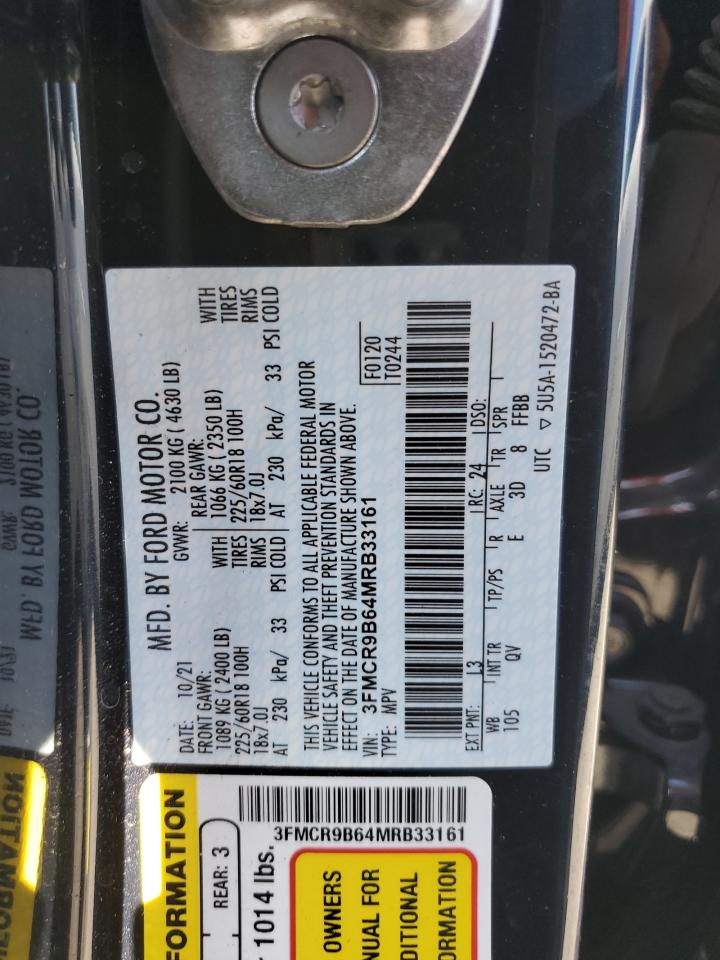 MFD. BY FORD MOTOR CO.
DATE: 10/21 GVWR: 2100 KG ( 4630 LB)
FRONT GAWR: REAR GAWR:
1089 KG ( 2400 LB) WITH 1066 KG ( 2350 LB) WITH
225/60R18 100H TIRES 225/60R18 100H TIRES
18x7.0J RIMS 18x7.0J RIMS
AT 230 kPa/ 33 PSI COLD AT 230 kPa/ 33 PSI COLD
THIS VEHICLE CONFORMS TO ALL APPLICABLE FEDERAL MOTOR
VEHICLE SAFETY AND THEFT PREVENTION STANDARDS IN
EFFECT ON THE DATE OF MANUFACTURE SHOWN ABOVE.
VIN: 3FMCR9B64MRB33161 F0120
TYPE: MPV T0244
EXT PNT: L3 RC: 24 DSO:
WB INT TR TP/PS R AXLE TR SPR
105 QV E 3D 8 FFBB
UTC ▽ 5U5A-1520472-BA
FORMATION
REAR: 3
1014 lbs.
3FMCR9B64MRB33161
OWNERS
NUAL FOR
DITIONAL
ORMATION